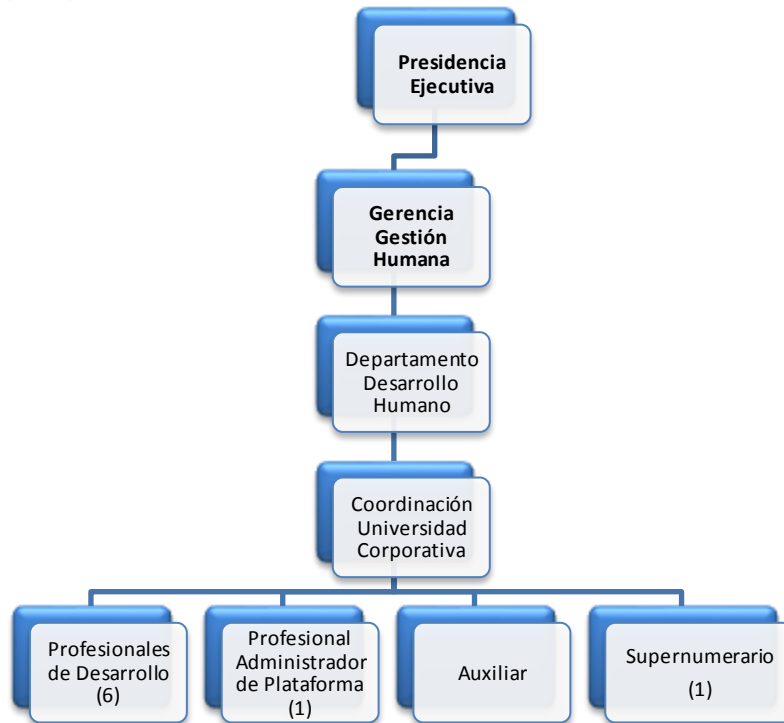 Presidencia
Ejecutiva
Gerencia
Gestión
Humana
Departamento
Desarrollo
Humano
Coordinación
Universidad
Corporativa
Profesionales
de Desarrollo
(6)
Profesional
Administrador
de Plataforma
(1)
Auxiliar
Supernumerario
(1)